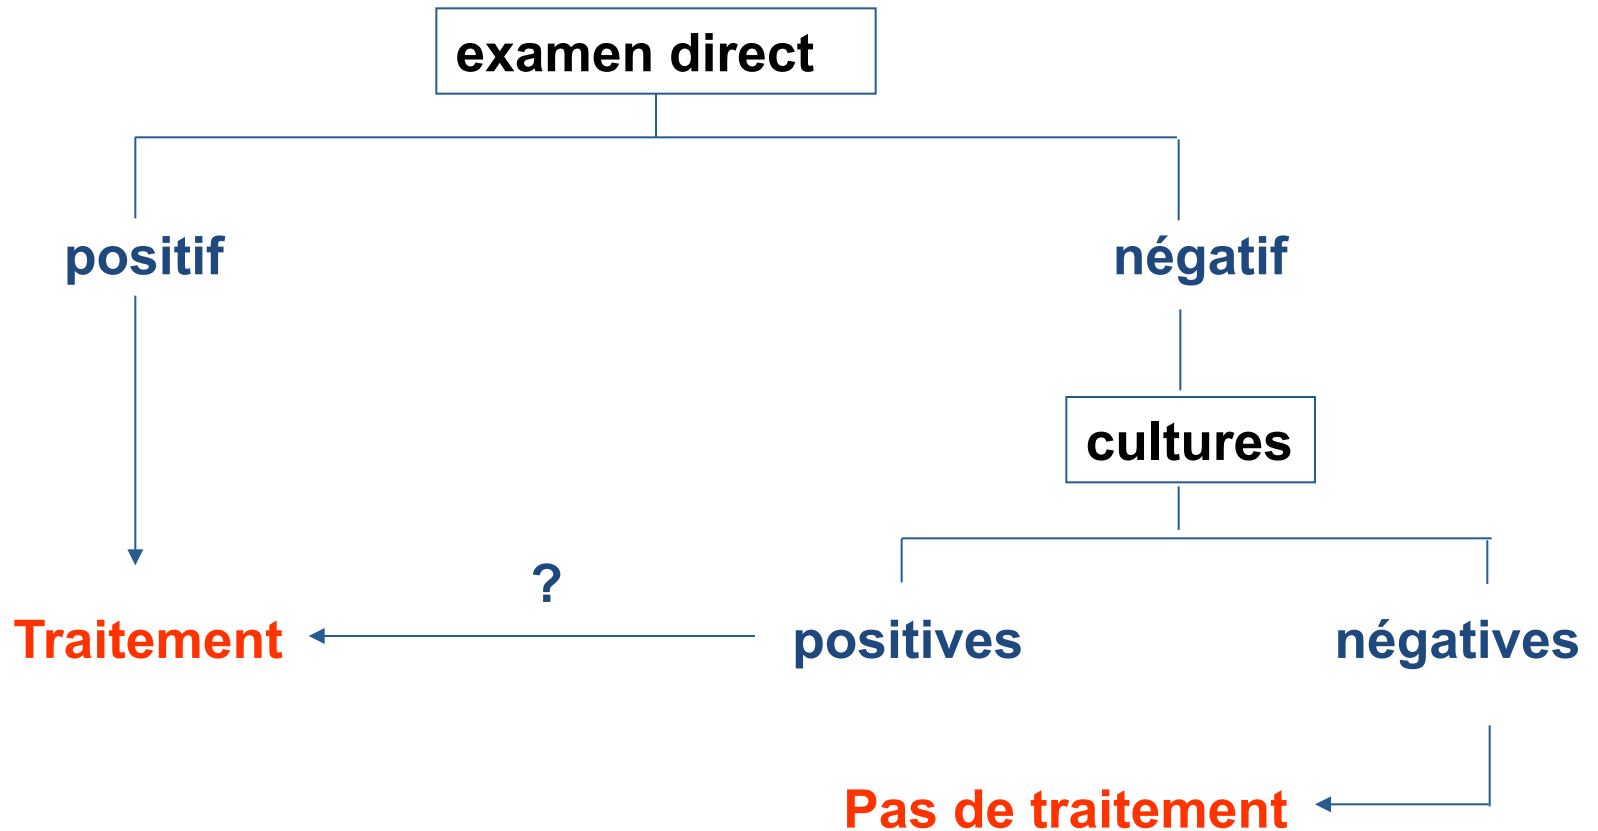 examen direct
positif
négatif
cultures
?
Traitement
positives
négatives
Pas de traitement